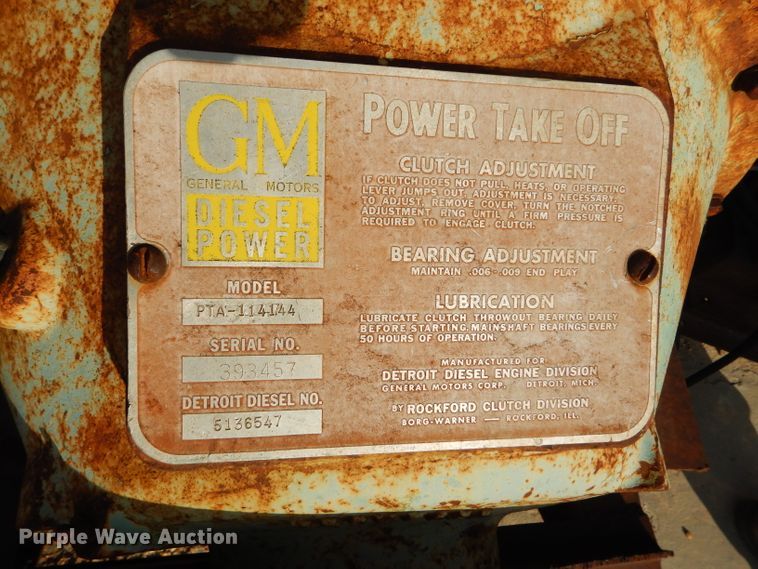 GM
GENERAL MOTORS
DIESEL
POWER
MODEL
PTA-114144
SERIAL NO.
393457
DETROIT DIESEL NO.
5136547
POWER TAKE OFF
CLUTCH ADJUSTMENT
IF CLUTCH DOES NOT PULL, HEATS, OR OPERATING
LEVER JUMPS OUT, ADJUSTMENT IS NECESSARY.
TO ADJUST, REMOVE COVER, TURN THE NOTCHED
ADJUSTMENT RING UNTIL A FIRM PRESSURE IS
REQUIRED TO ENGAGE CLUTCH.
BEARING ADJUSTMENT
MAINTAIN .006-.009 END PLAY
LUBRICATION
LUBRICATE CLUTCH THROWOUT BEARING DAILY
BEFORE STARTING. MAINSHAFT BEARINGS EVERY
50 HOURS OF OPERATION.
MANUFACTURED FOR
DETROIT DIESEL ENGINE DIVISION
GENERAL MOTORS CORP. DETROIT, MICH.
BY ROCKFORD CLUTCH DIVISION
BORG-WARNER — ROCKFORD, ILL.
Purple Wave Auction